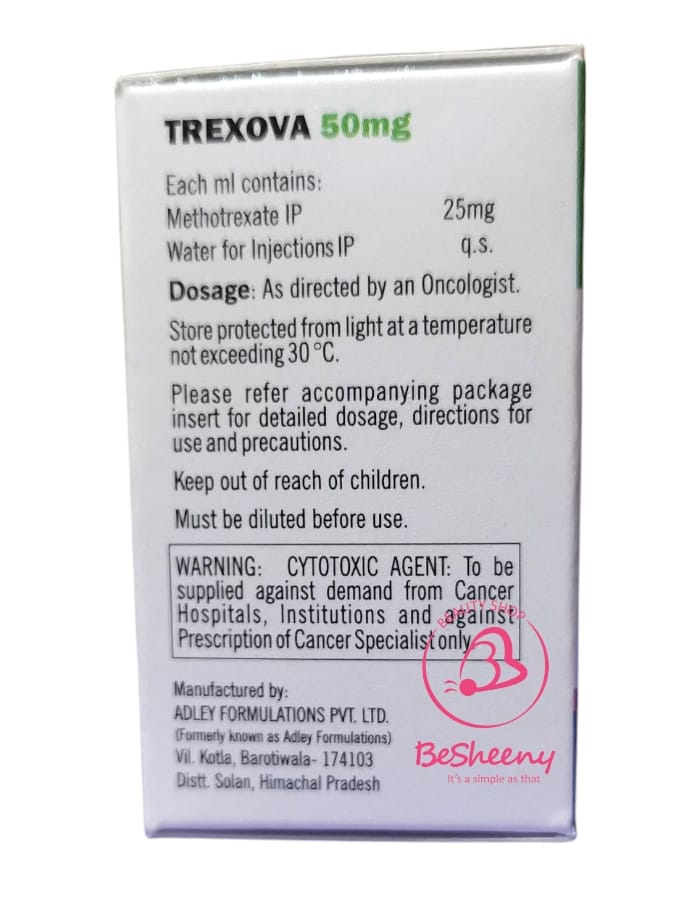 TREXOVA 50mg
Each ml contains:
Methotrexate IP 25mg
Water for Injections IP q.s.
Dosage: As directed by an Oncologist.
Store protected from light at a temperature
not exceeding 30 °C.
Please refer accompanying package
insert for detailed dosage, directions for
use and precautions.
Keep out of reach of children.
Must be diluted before use.
WARNING: CYTOTOXIC AGENT: To be
supplied against demand from Cancer
Hospitals, Institutions and against
Prescription of Cancer Specialist only
Manufactured by:
ADLEY FORMULATIONS PVT. LTD.
(Formerly known as Adley Formulations)
Vil. Kotla, Barotiwala- 174103
Distt. Solan, Himachal Pradesh
BEAUTY SHOP
BeSheeny
It's a simple as that